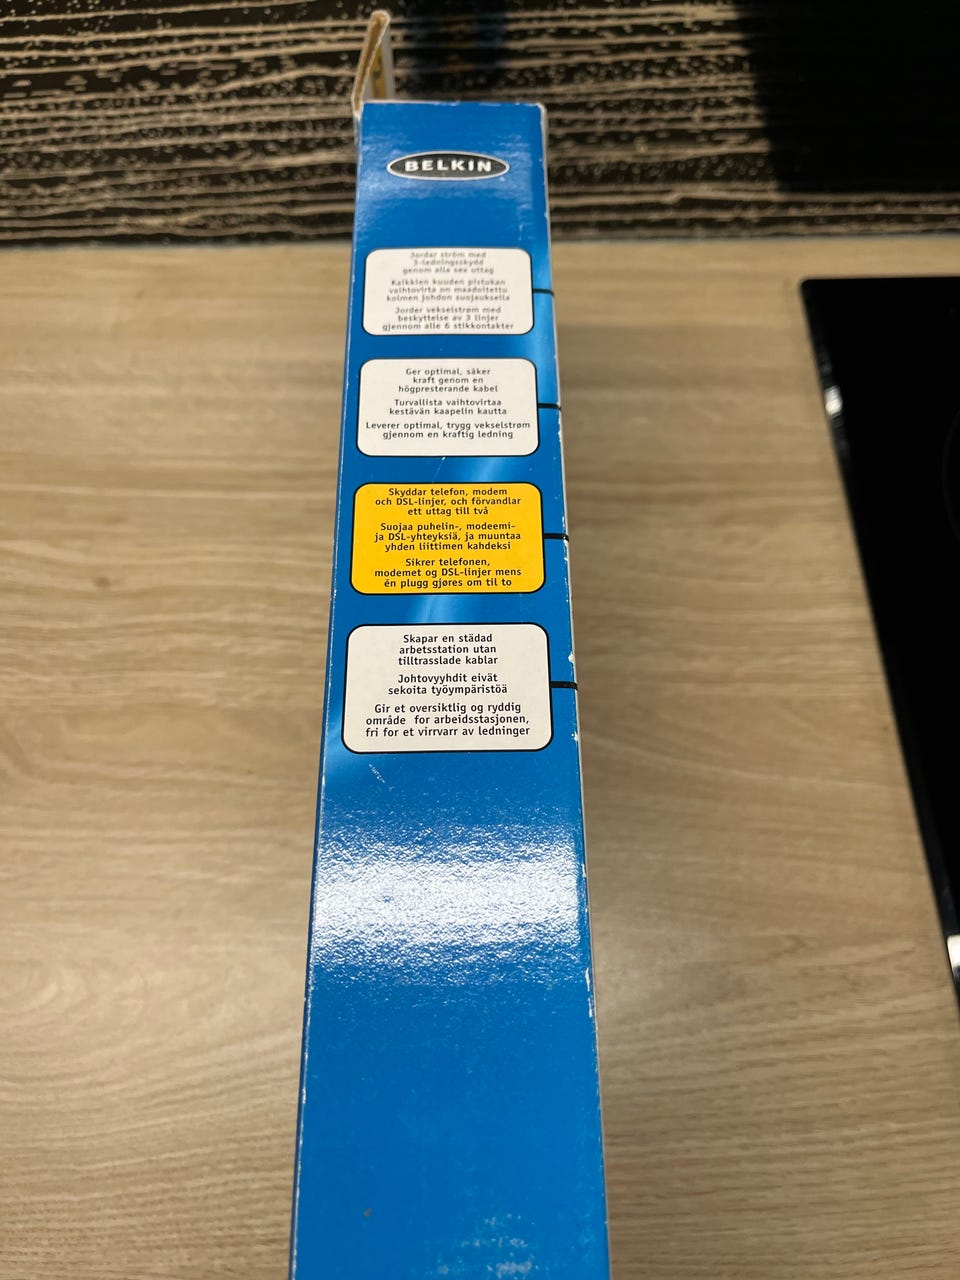 BELKIN
Jordar ström med
3-ledningsskydd
genom alla sex uttag
Kaikkien kuuden pistukan
vaihtovirta on maadoitettu
kolmen johdon suojauksella
Jorder vekselstrøm med
beskyttelse av 3 linjer
gjennom alle 6 stikkontakter
Ger optimal, säker
kraft genom en
högpresterande kabel
Turvallista vaihtovirtaa
kestävän kaapelin kautta
Leverer optimal, trygg vekselstrøm
gjennom en kraftig ledning
Skyddar telefon, modem
och DSL-linjer, och förvandlar
ett uttag till två
Suojaa puhelin-, modeemi-
ja DSL-yhteyksiä, ja muuntaa
yhden liittimen kahdeksi
Sikrer telefonen,
modemet og DSL-linjer mens
én plugg gjøres om til to
Skapar en städad
arbetsstation utan
tilltrasslade kablar
Johtovyyhdit eivät
sekoita työympäristöä
Gir et oversiktlig og ryddig
område for arbeidsstasjonen,
fri for et virrvarr av ledninger